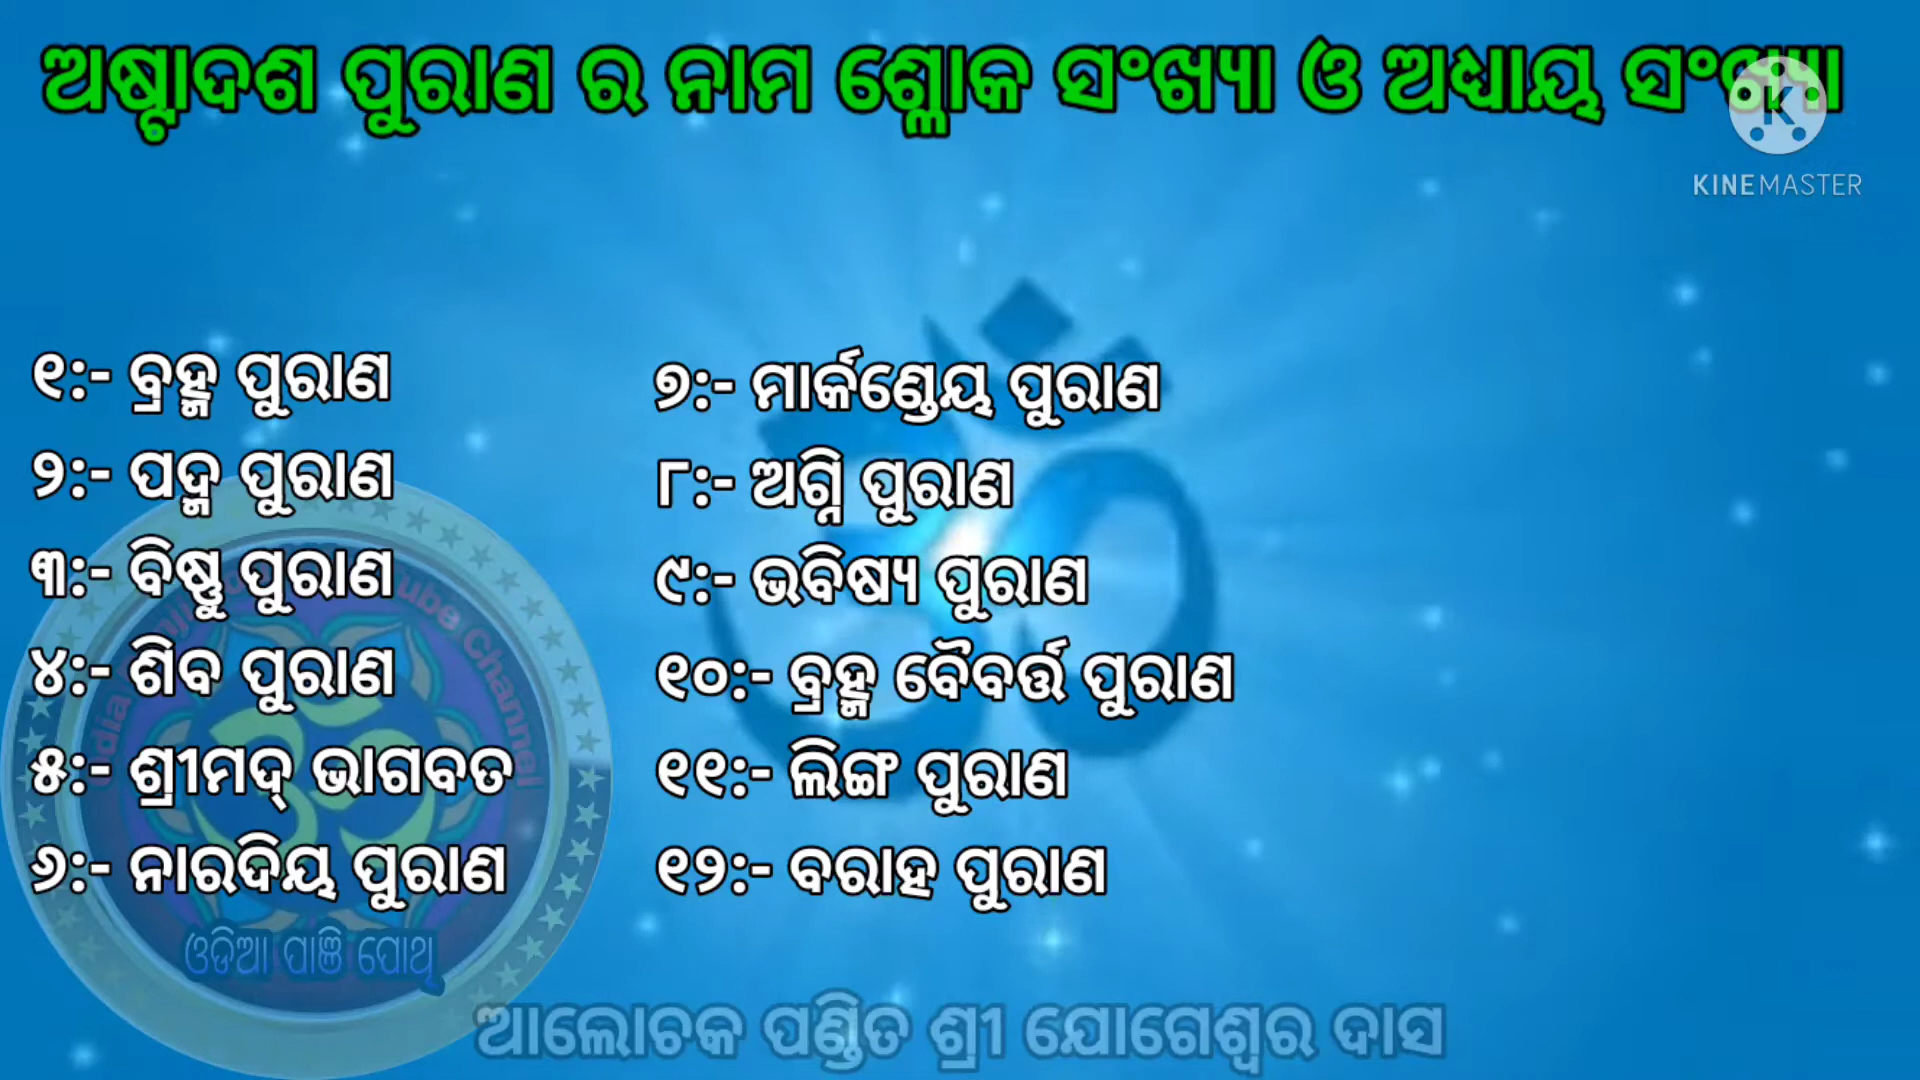 ଅଷ୍ଟାଦଶ ପୁରାଣ ର ନାମ ଶ୍ଳୋକ ସଂଖ୍ୟା ଓ ଅଧ୍ୟାୟ ସଂଖ୍ୟା
KINEMASTER
୧:- ବ୍ରହ୍ମ ପୁରାଣ
୨:- ପଦ୍ମ ପୁରାଣ
୩:- ବିଷ୍ଣୁ ପୁରାଣ
୪:- ଶିବ ପୁରାଣ
୫:- ଶ୍ରୀମଦ୍ ଭାଗବତ
୬:- ନାରଦିୟ ପୁରାଣ
୭:- ମାର୍କଣ୍ଡେୟ ପୁରାଣ
୮:- ଅଗ୍ନି ପୁରାଣ
୯:- ଭବିଷ୍ୟ ପୁରାଣ
୧୦:- ବ୍ରହ୍ମ ବୈବର୍ତ୍ତ ପୁରାଣ
୧୧:- ଲିଙ୍ଗ ପୁରାଣ
୧୨:- ବରାହ ପୁରାଣ
Channel
ଓଡିଆ ପାଞ୍ଜି ପୋଥି
ଆଲୋଚକ ପଣ୍ଡିତ ଶ୍ରୀ ଯୋଗେଶ୍ୱର ଦାସ